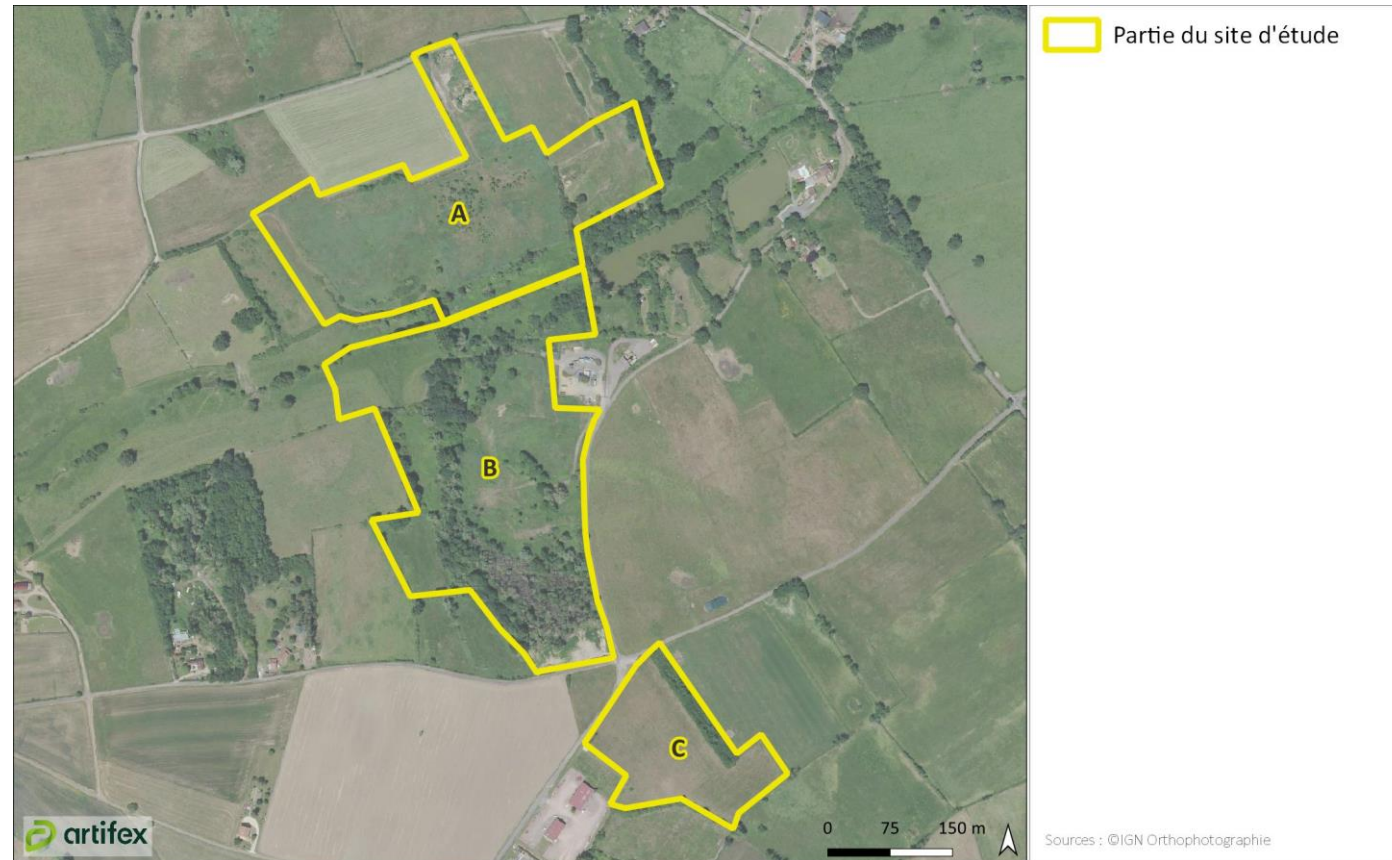 Partie du site d'étude
A
B
C
artifex
0 75 150 m
Sources : ©IGN Orthophotographie